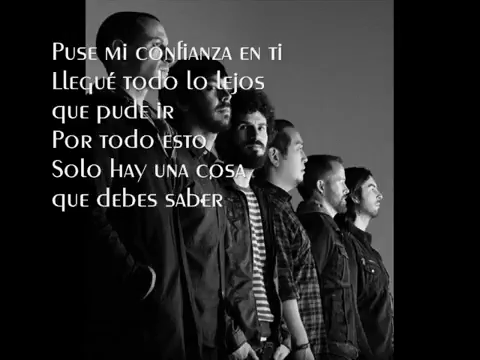 Puse mi confianza en ti
Llegué todo lo lejos
que pude ir
Por todo esto
Solo hay una cosa
que debes saber